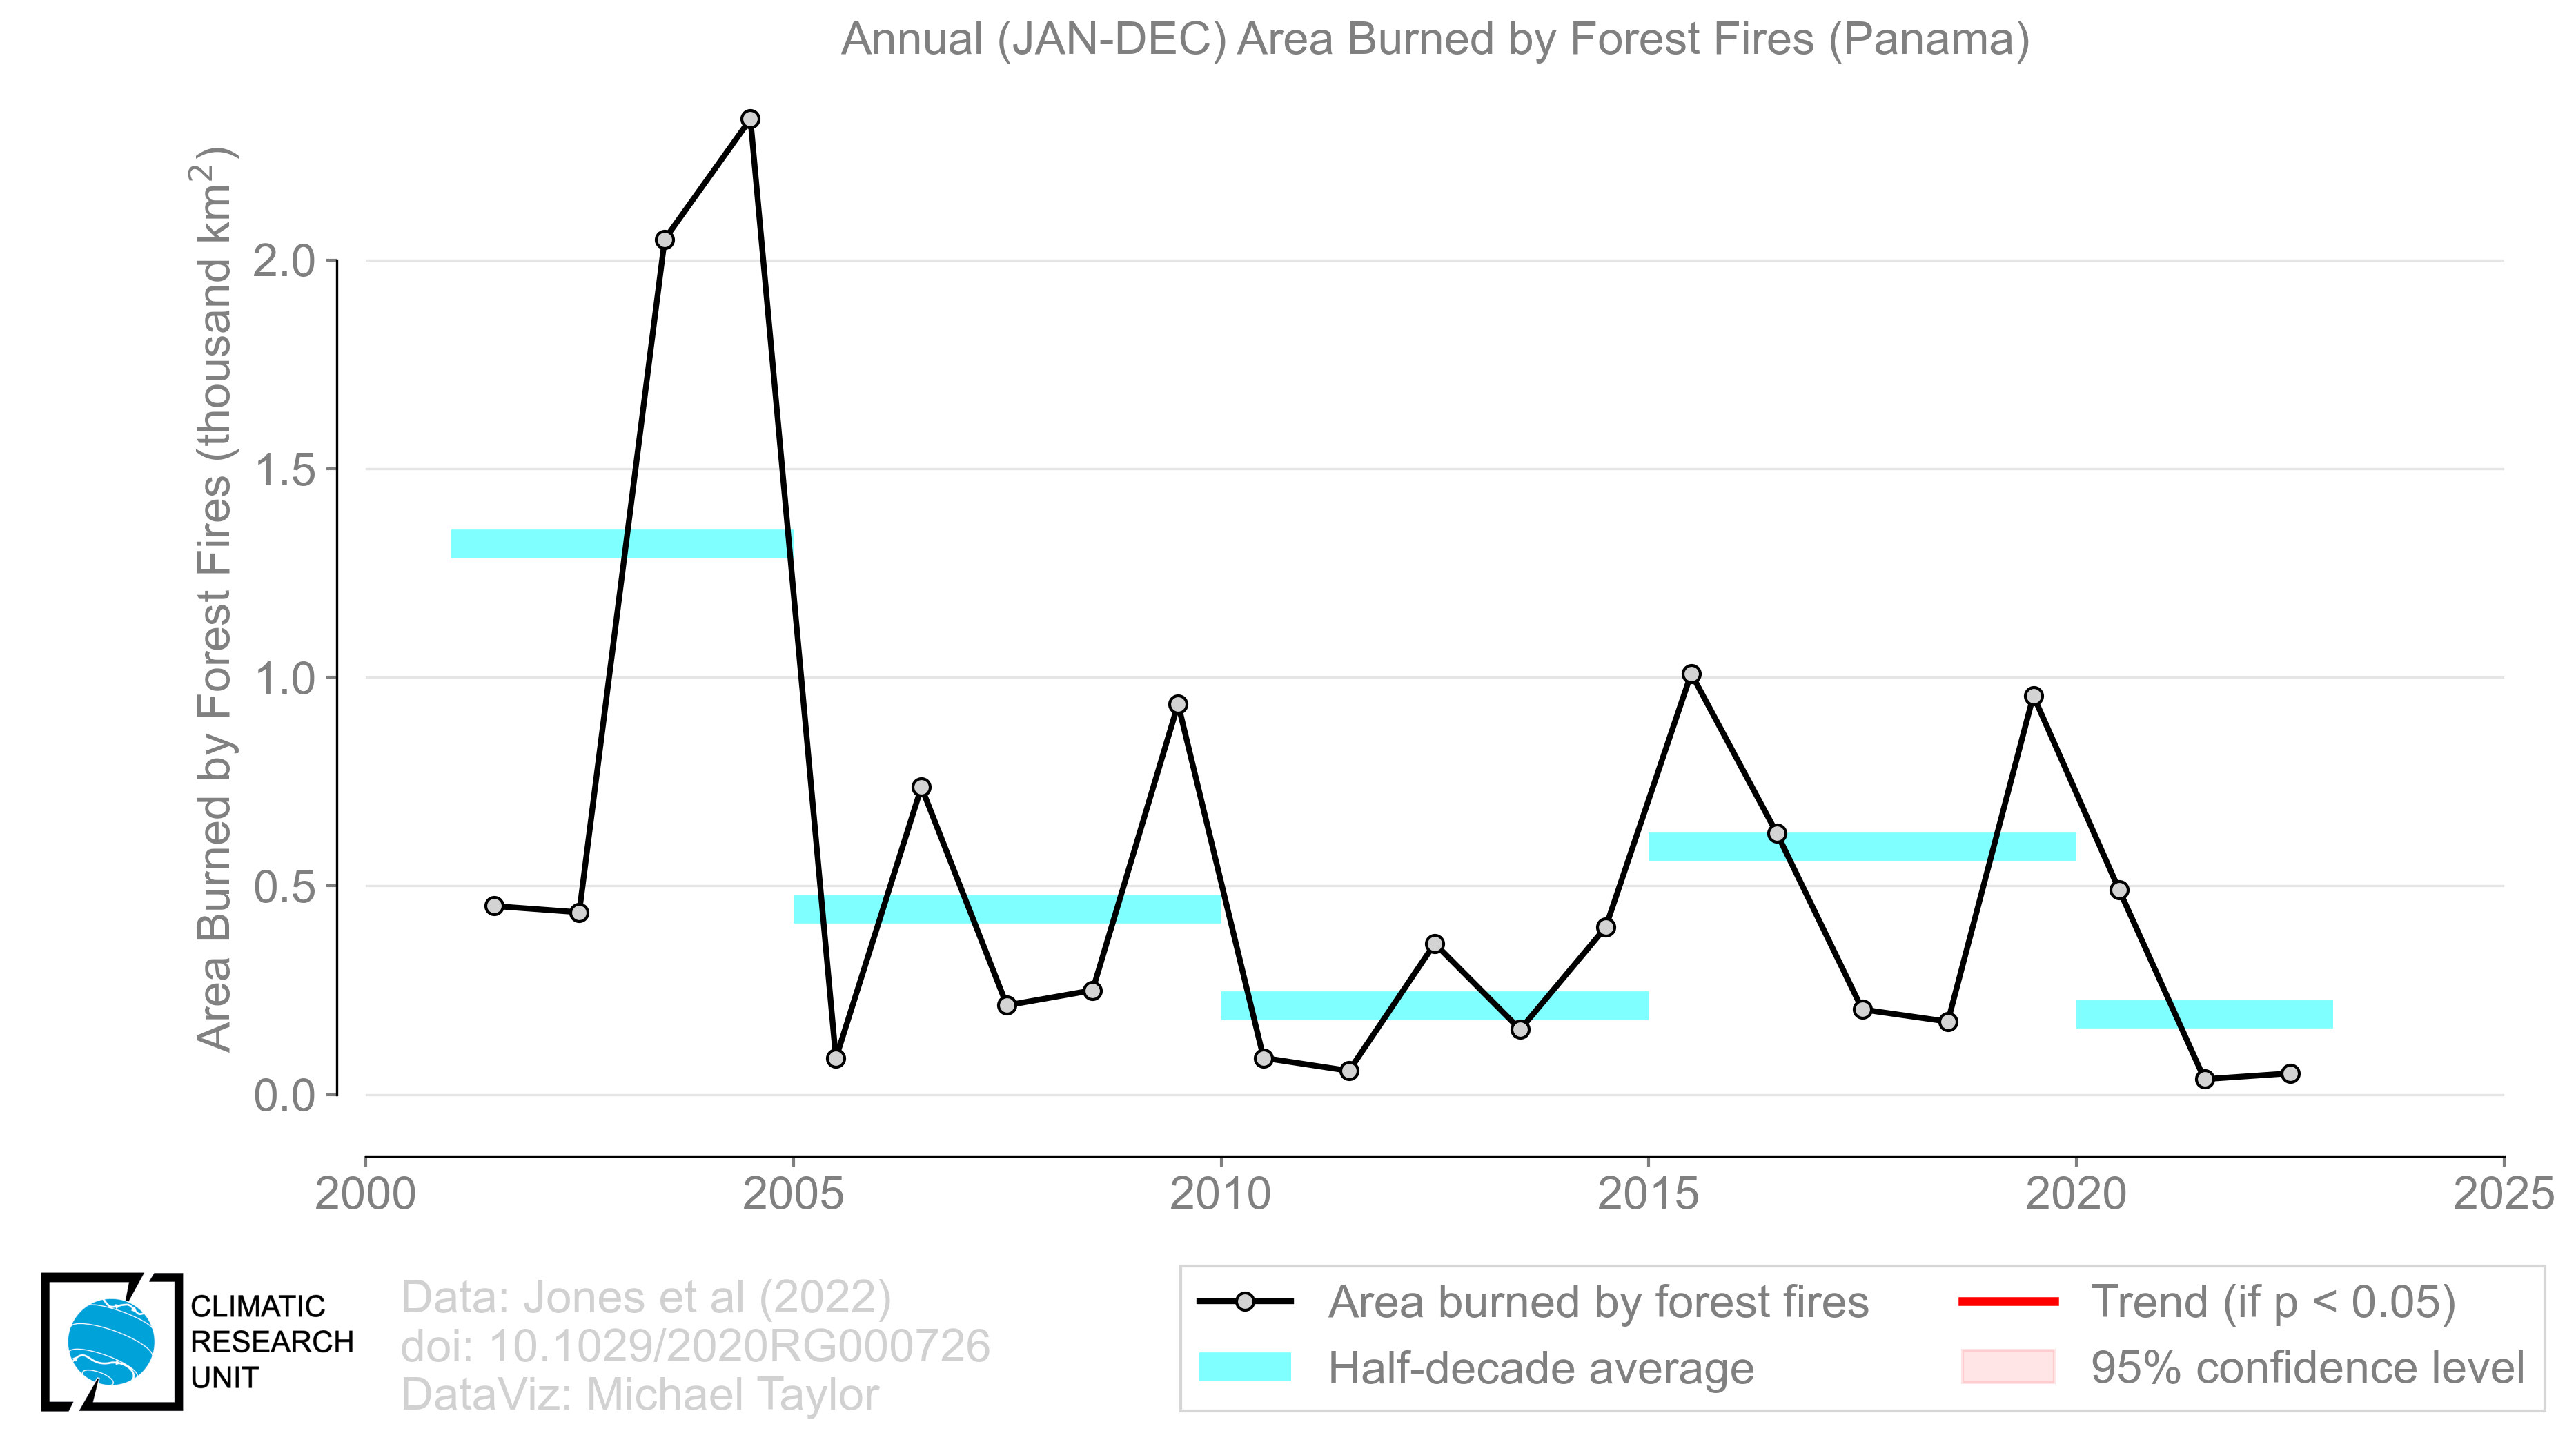 Annual (JAN-DEC) Area Burned by Forest Fires (Panama)
Area Burned by Forest Fires (thousand km²)
2.0
1.5
1.0
0.5
0.0
2000 2005 2010 2015 2020 2025
CLIMATIC
RESEARCH
UNIT
Data: Jones et al (2022)
doi: 10.1029/2020RG000726
DataViz: Michael Taylor
Area burned by forest fires
Half-decade average
Trend (if p < 0.05)
95% confidence level